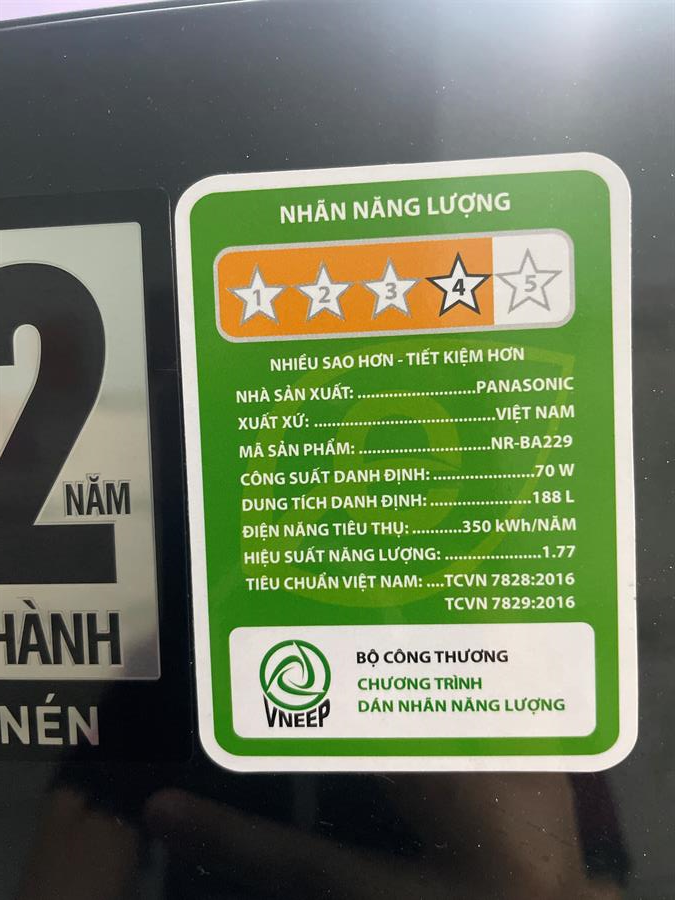 NHÃN NĂNG LƯỢNG
1 2 3 4 5
NHIỀU SAO HƠN - TIẾT KIỆM HƠN
NHÀ SẢN XUẤT: ........................PANASONIC
XUẤT XỨ: ......................................VIỆT NAM
MÃ SẢN PHẨM: ...........................NR-BA229
CÔNG SUẤT DANH ĐỊNH: .....................70 W
DUNG TÍCH DANH ĐỊNH: .....................188 L
ĐIỆN NĂNG TIÊU THỤ: ..........350 kWh/NĂM
HIỆU SUẤT NĂNG LƯỢNG: ....................1.77
TIÊU CHUẨN VIỆT NAM: ....TCVN 7828:2016
TCVN 7829:2016
VNEEP
BỘ CÔNG THƯƠNG
CHƯƠNG TRÌNH
DÁN NHÃN NĂNG LƯỢNG
2
NĂM
HÀNH
NÉN